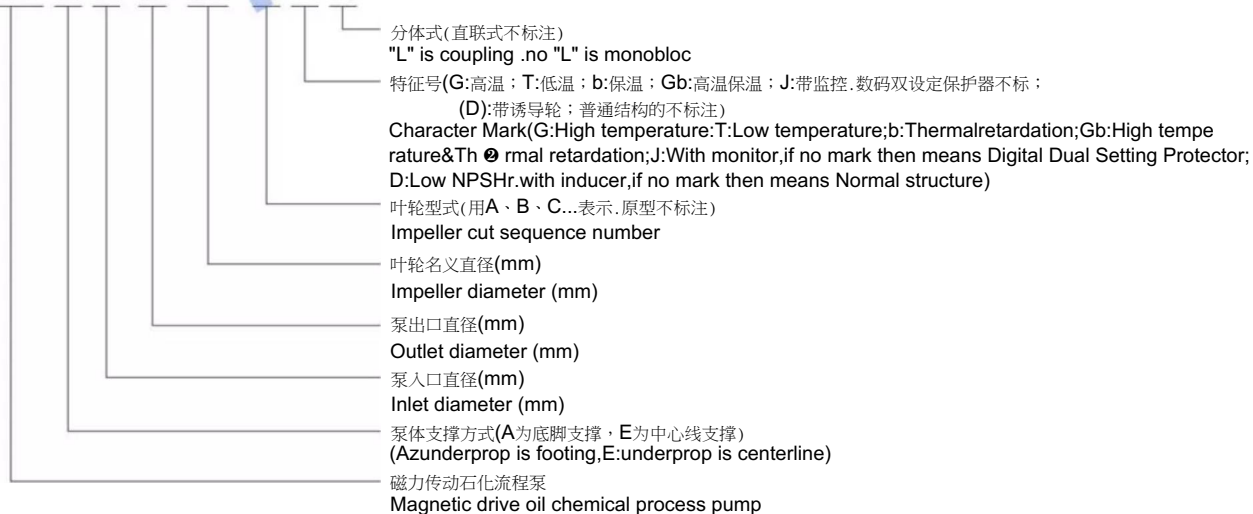 分体式(直联式不标注)
"L" is coupling .no "L" is monobloc
特征号(G:高温；T:低温；b:保温；Gb:高温保温；J:带监控.数码双设定保护器不标；
(D):带诱导轮；普通结构的不标注)
Character Mark(G:High temperature:T:Low temperature;b:Thermalretardation;Gb:High tempe
rature&Th ❷ rmal retardation;J:With monitor,if no mark then means Digital Dual Setting Protector;
D:Low NPSHr.with inducer,if no mark then means Normal structure)
叶轮型式(用A、B、C...表示.原型不标注)
Impeller cut sequence number
叶轮名义直径(mm)
Impeller diameter (mm)
泵出口直径(mm)
Outlet diameter (mm)
泵入口直径(mm)
Inlet diameter (mm)
泵体支撑方式(A为底脚支撑，E为中心线支撑)
(Azunderprop is footing,E:underprop is centerline)
磁力传动石化流程泵
Magnetic drive oil chemical process pump